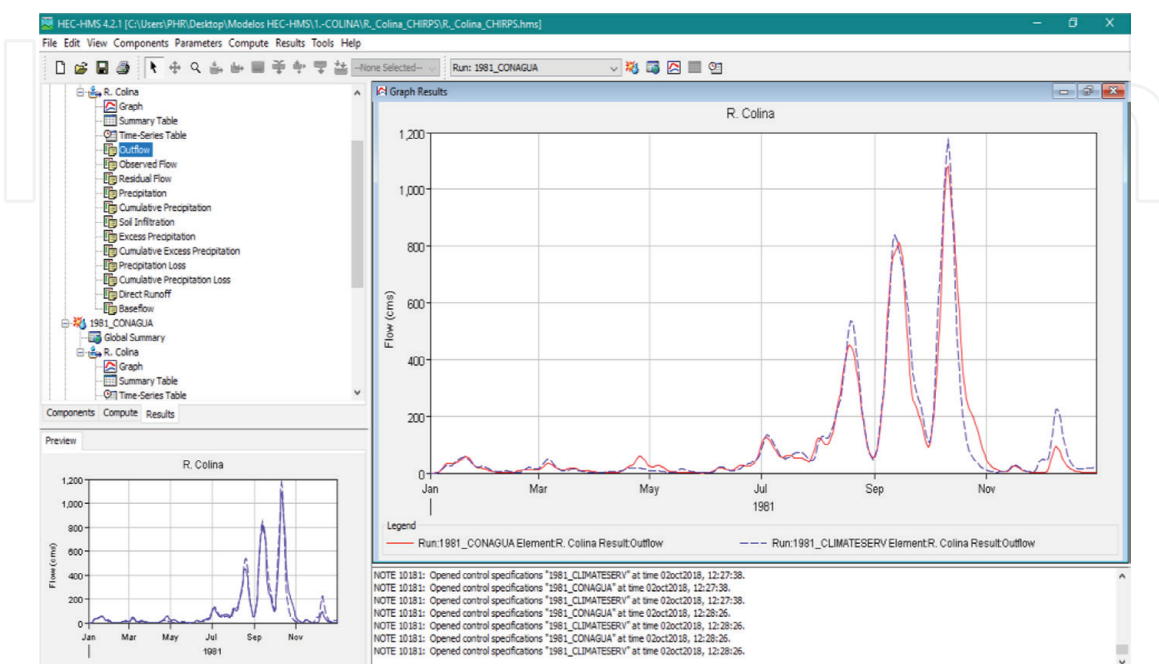 HEC-HMS 4.2.1 [C:\Users\PHR\Desktop\Modelos HEC-HMS\1.-COLINA\R._Colina_CHIRPS\R._Colina_CHIRPS.hms]
File Edit View Components Parameters Compute Results Tools Help
--None Selected--
Run: 1981_CONAGUA
R. Colina
Graph
Summary Table
Time-Series Table
Outflow
Observed Flow
Residual Flow
Precipitation
Cumulative Precipitation
Soil Infiltration
Excess Precipitation
Cumulative Excess Precipitation
Precipitation Loss
Cumulative Precipitation Loss
Direct Runoff
Baseflow
1981_CONAGUA
Global Summary
R. Colina
Graph
Summary Table
Time-Series Table
Components Compute Results
Preview
R. Colina
1,200
1,000
800
600
400
200
0
Flow (cms)
Jan Mar May Jul Sep Nov
1981
Graph Results
R. Colina
1,200
1,000
800
600
400
200
0
Flow (cms)
Jan Mar May Jul Sep Nov
1981
Legend
Run:1981_CONAGUA Element:R. Colina Result:Outflow
Run:1981_CLIMATESERV Element:R. Colina Result:Outflow
NOTE 10181: Opened control specifications "1981_CLIMATESERV" at time 02oct2018, 12:27:38.
NOTE 10181: Opened control specifications "1981_CONAGUA" at time 02oct2018, 12:27:38.
NOTE 10181: Opened control specifications "1981_CLIMATESERV" at time 02oct2018, 12:27:38.
NOTE 10181: Opened control specifications "1981_CONAGUA" at time 02oct2018, 12:28:26.
NOTE 10181: Opened control specifications "1981_CLIMATESERV" at time 02oct2018, 12:28:26.
NOTE 10181: Opened control specifications "1981_CONAGUA" at time 02oct2018, 12:28:26.
NOTE 10181: Opened control specifications "1981_CLIMATESERV" at time 02oct2018, 12:28:26.